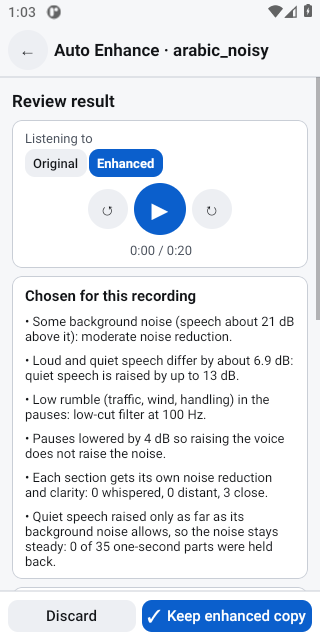 1:03
← Auto Enhance · arabic_noisy
Review result
Listening to
Original Enhanced
0:00 / 0:20
Chosen for this recording
• Some background noise (speech about 21 dB
above it): moderate noise reduction.
• Loud and quiet speech differ by about 6.9 dB:
quiet speech is raised by up to 13 dB.
• Low rumble (traffic, wind, handling) in the
pauses: low-cut filter at 100 Hz.
• Pauses lowered by 4 dB so raising the voice
does not raise the noise.
• Each section gets its own noise reduction
and clarity: 0 whispered, 0 distant, 3 close.
• Quiet speech raised only as far as its
background noise allows, so the noise stays
steady: 0 of 35 one-second parts were held
back.
Discard ✓ Keep enhanced copy